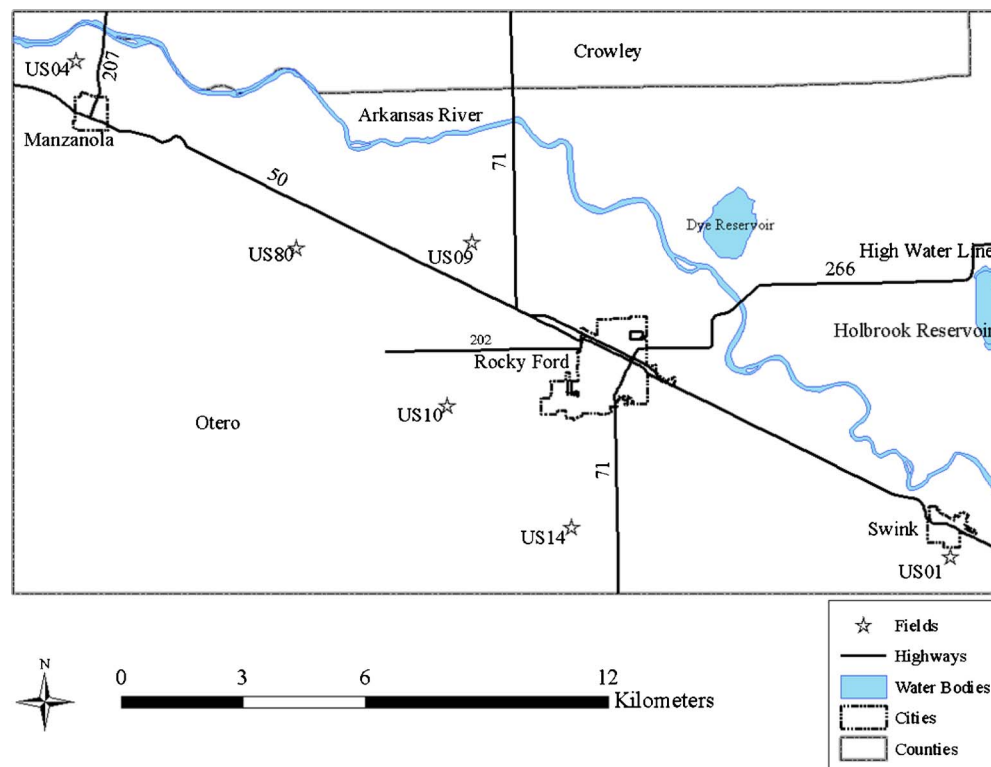 Crowley
US04
207
Arkansas River
Manzanola
71
50
Dye Reservoir
US80
US09
High Water Line
266
Holbrook Reservoir
202
Rocky Ford
US10
Otero
71
US14
Swink
US01
Fields
Highways
Water Bodies
Cities
Counties
N
0 3 6 12
Kilometers